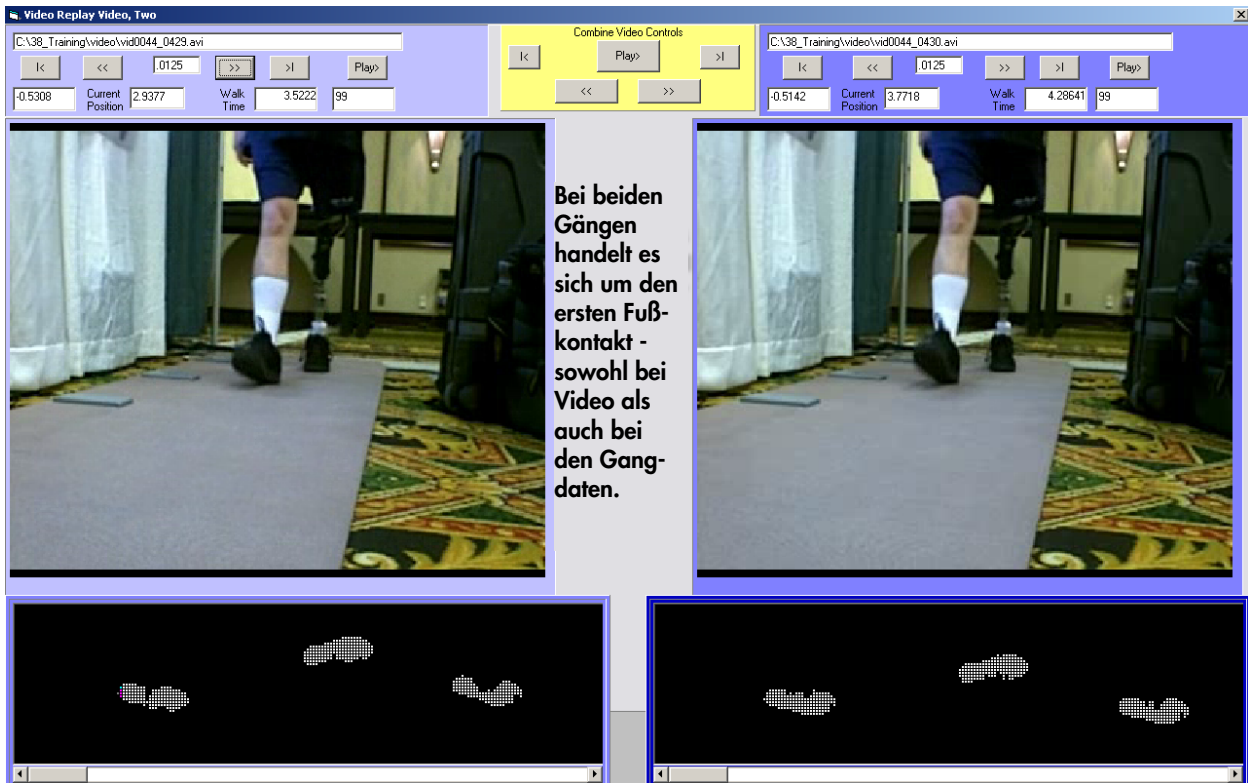 Video Replay Video, Two
C:\38_Training\video\vid0044_0429.avi
|< << .0125 >> >| Play>
-0.5308 Current Position 2.9377 Walk Time 3.5222 99
Combine Video Controls
|< Play> >|
<< >>
C:\38_Training\video\vid0044_0430.avi
|< << .0125 >> >| Play>
-0.5142 Current Position 3.7718 Walk Time 4.28641 99
Bei beiden
Gängen
handelt es
sich um den
ersten Fuß-
kontakt -
sowohl bei
Video als
auch bei
den Gang-
daten.